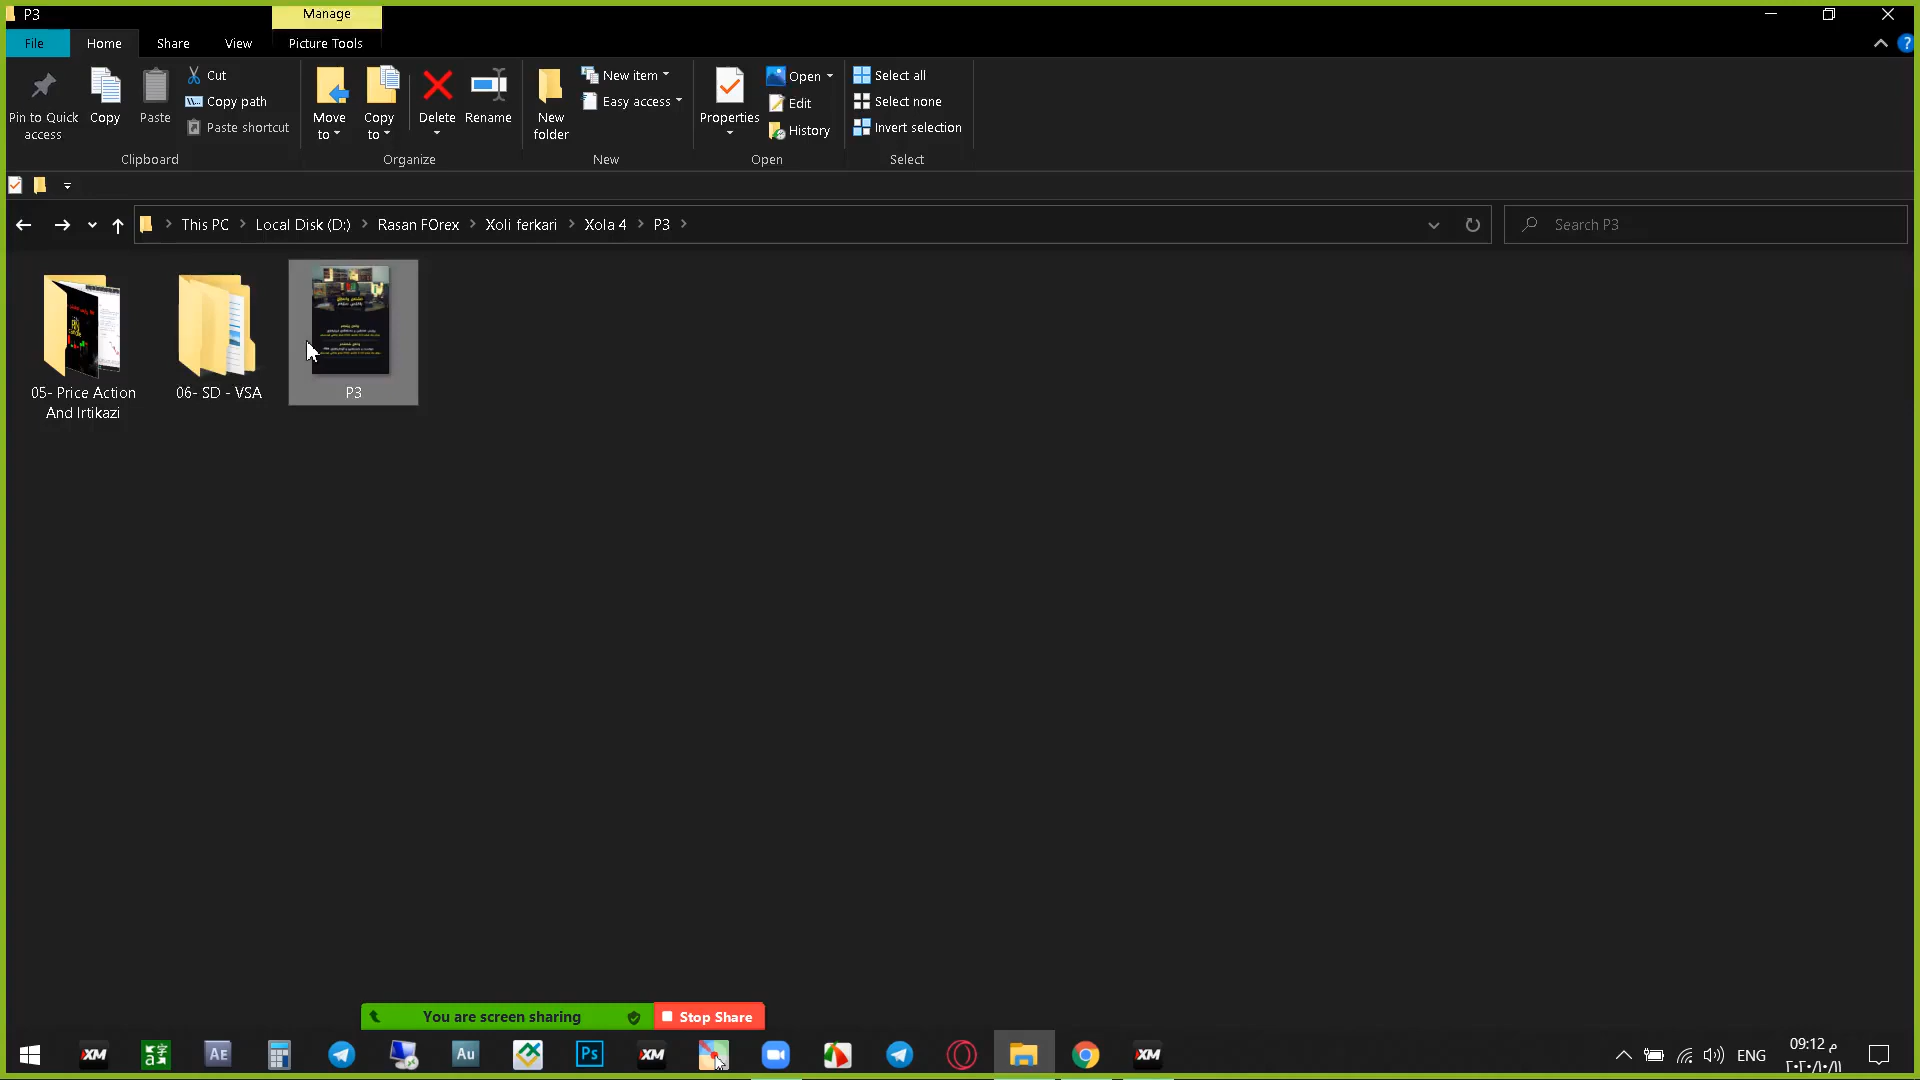 P3
Manage
File
Home
Share
View
Picture Tools
Pin to Quick access
Copy
Paste
Cut
Copy path
Paste shortcut
Clipboard
Move to
Copy to
Delete
Rename
Organize
New folder
New item
Easy access
New
Properties
Open
Edit
History
Open
Select all
Select none
Invert selection
Select
This PC
Local Disk (D:)
Rasan FOrex
Xoli ferkari
Xola 4
P3
Search P3
05- Price Action
And Irtikazi
06- SD - VSA
P3
You are screen sharing
Stop Share
XM
AE
Au
Ps
XM
XM
ENG
09:12 م